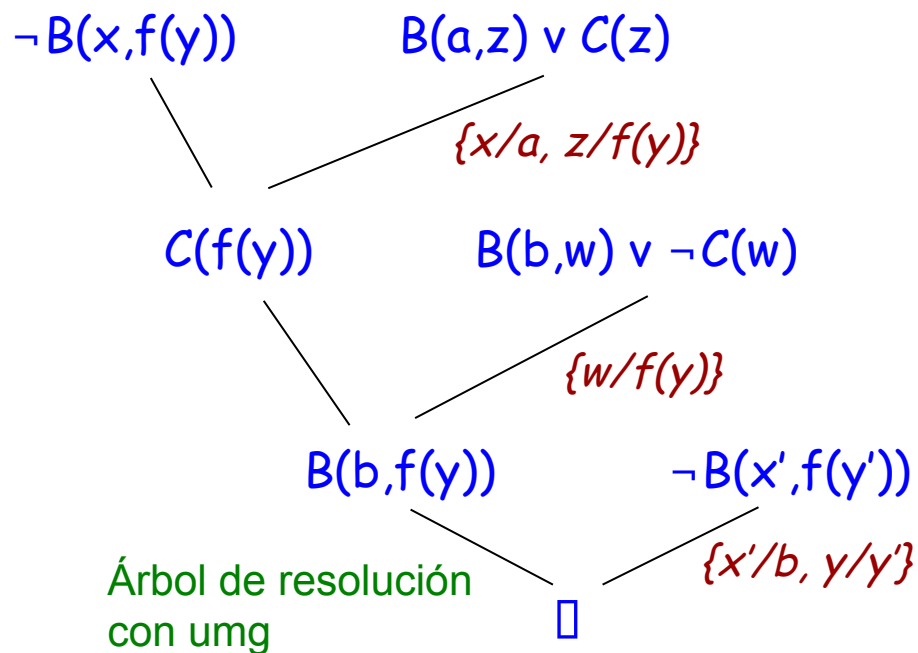 ¬B(x,f(y)) B(a,z) v C(z)
{x/a, z/f(y)}
C(f(y)) B(b,w) v ¬C(w)
{w/f(y)}
B(b,f(y)) ¬B(x',f(y'))
{x'/b, y/y'}
Árbol de resolución
con umg
▯